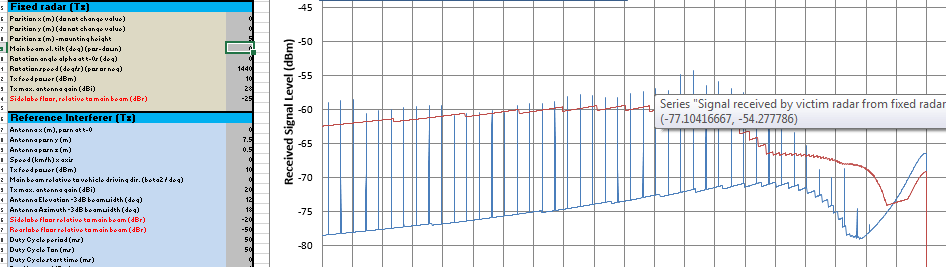 Fixed radar (Tx)
Position x (m) (do not change value) 0
Position y (m) (do not change value) 0
Position z (m) -mounting height 5
Main beam el. tilt (deg) (pos-down) 0
Rotation angle alpha at t-0s (deg) 0
Rotation speed (deg/s) (pos or neg) 1440
Tx feed power (dBm) 10
Tx max. antenna gain (dBi) 28
Sidelobe floor, relative to main beam (dBr) -25
Reference Interferer (Tx)
Antenna x (m), psn at t-0 0
Antenna psn y (m) 7.5
Antenna psn z (m) 0.5
Speed (km/h) x axis 0
Tx feed power (dBm) 10
Main beam relative to vehicle driving dir. (beta2 / deg) 0
Tx max. antenna gain (dBi) 20
Antenna Elevation -3dB beamwidth (deg) 12
Antenna Azimuth -3dB beamwidth (deg) 18
Sidelobe floor relative to main beam (dBr) -20
Rear lobe floor relative to main beam (dBr) -50
Duty Cycle period (ms) 50
Duty Cycle Ton (ms) 50
Duty Cycle start time (ms) 0
Received Signal Level (dBm)
-45
-50
-55
-60
-65
-70
-75
-80
Series "Signal received by victim radar from fixed radar
(-77.10416667, -54.277786)